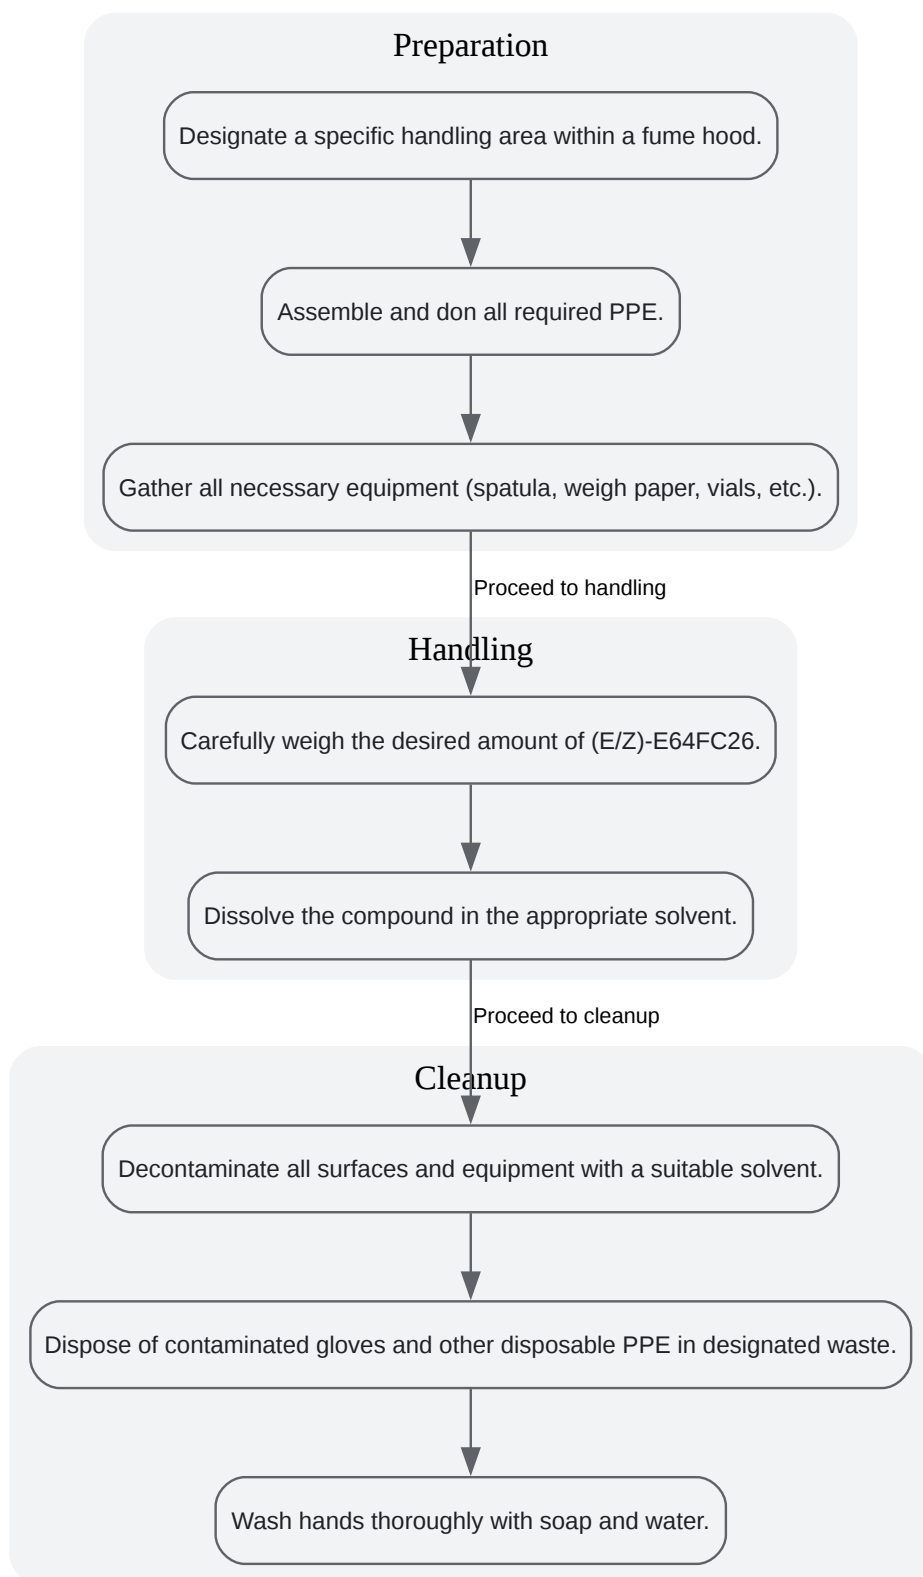 Preparation
Designate a specific handling area within a fume hood.
Assemble and don all required PPE.
Gather all necessary equipment (spatula, weigh paper, vials, etc.).
Proceed to handling
Handling
Carefully weigh the desired amount of (E/Z)-E64FC26.
Dissolve the compound in the appropriate solvent.
Proceed to cleanup
Cleanup
Decontaminate all surfaces and equipment with a suitable solvent.
Dispose of contaminated gloves and other disposable PPE in designated waste.
Wash hands thoroughly with soap and water.